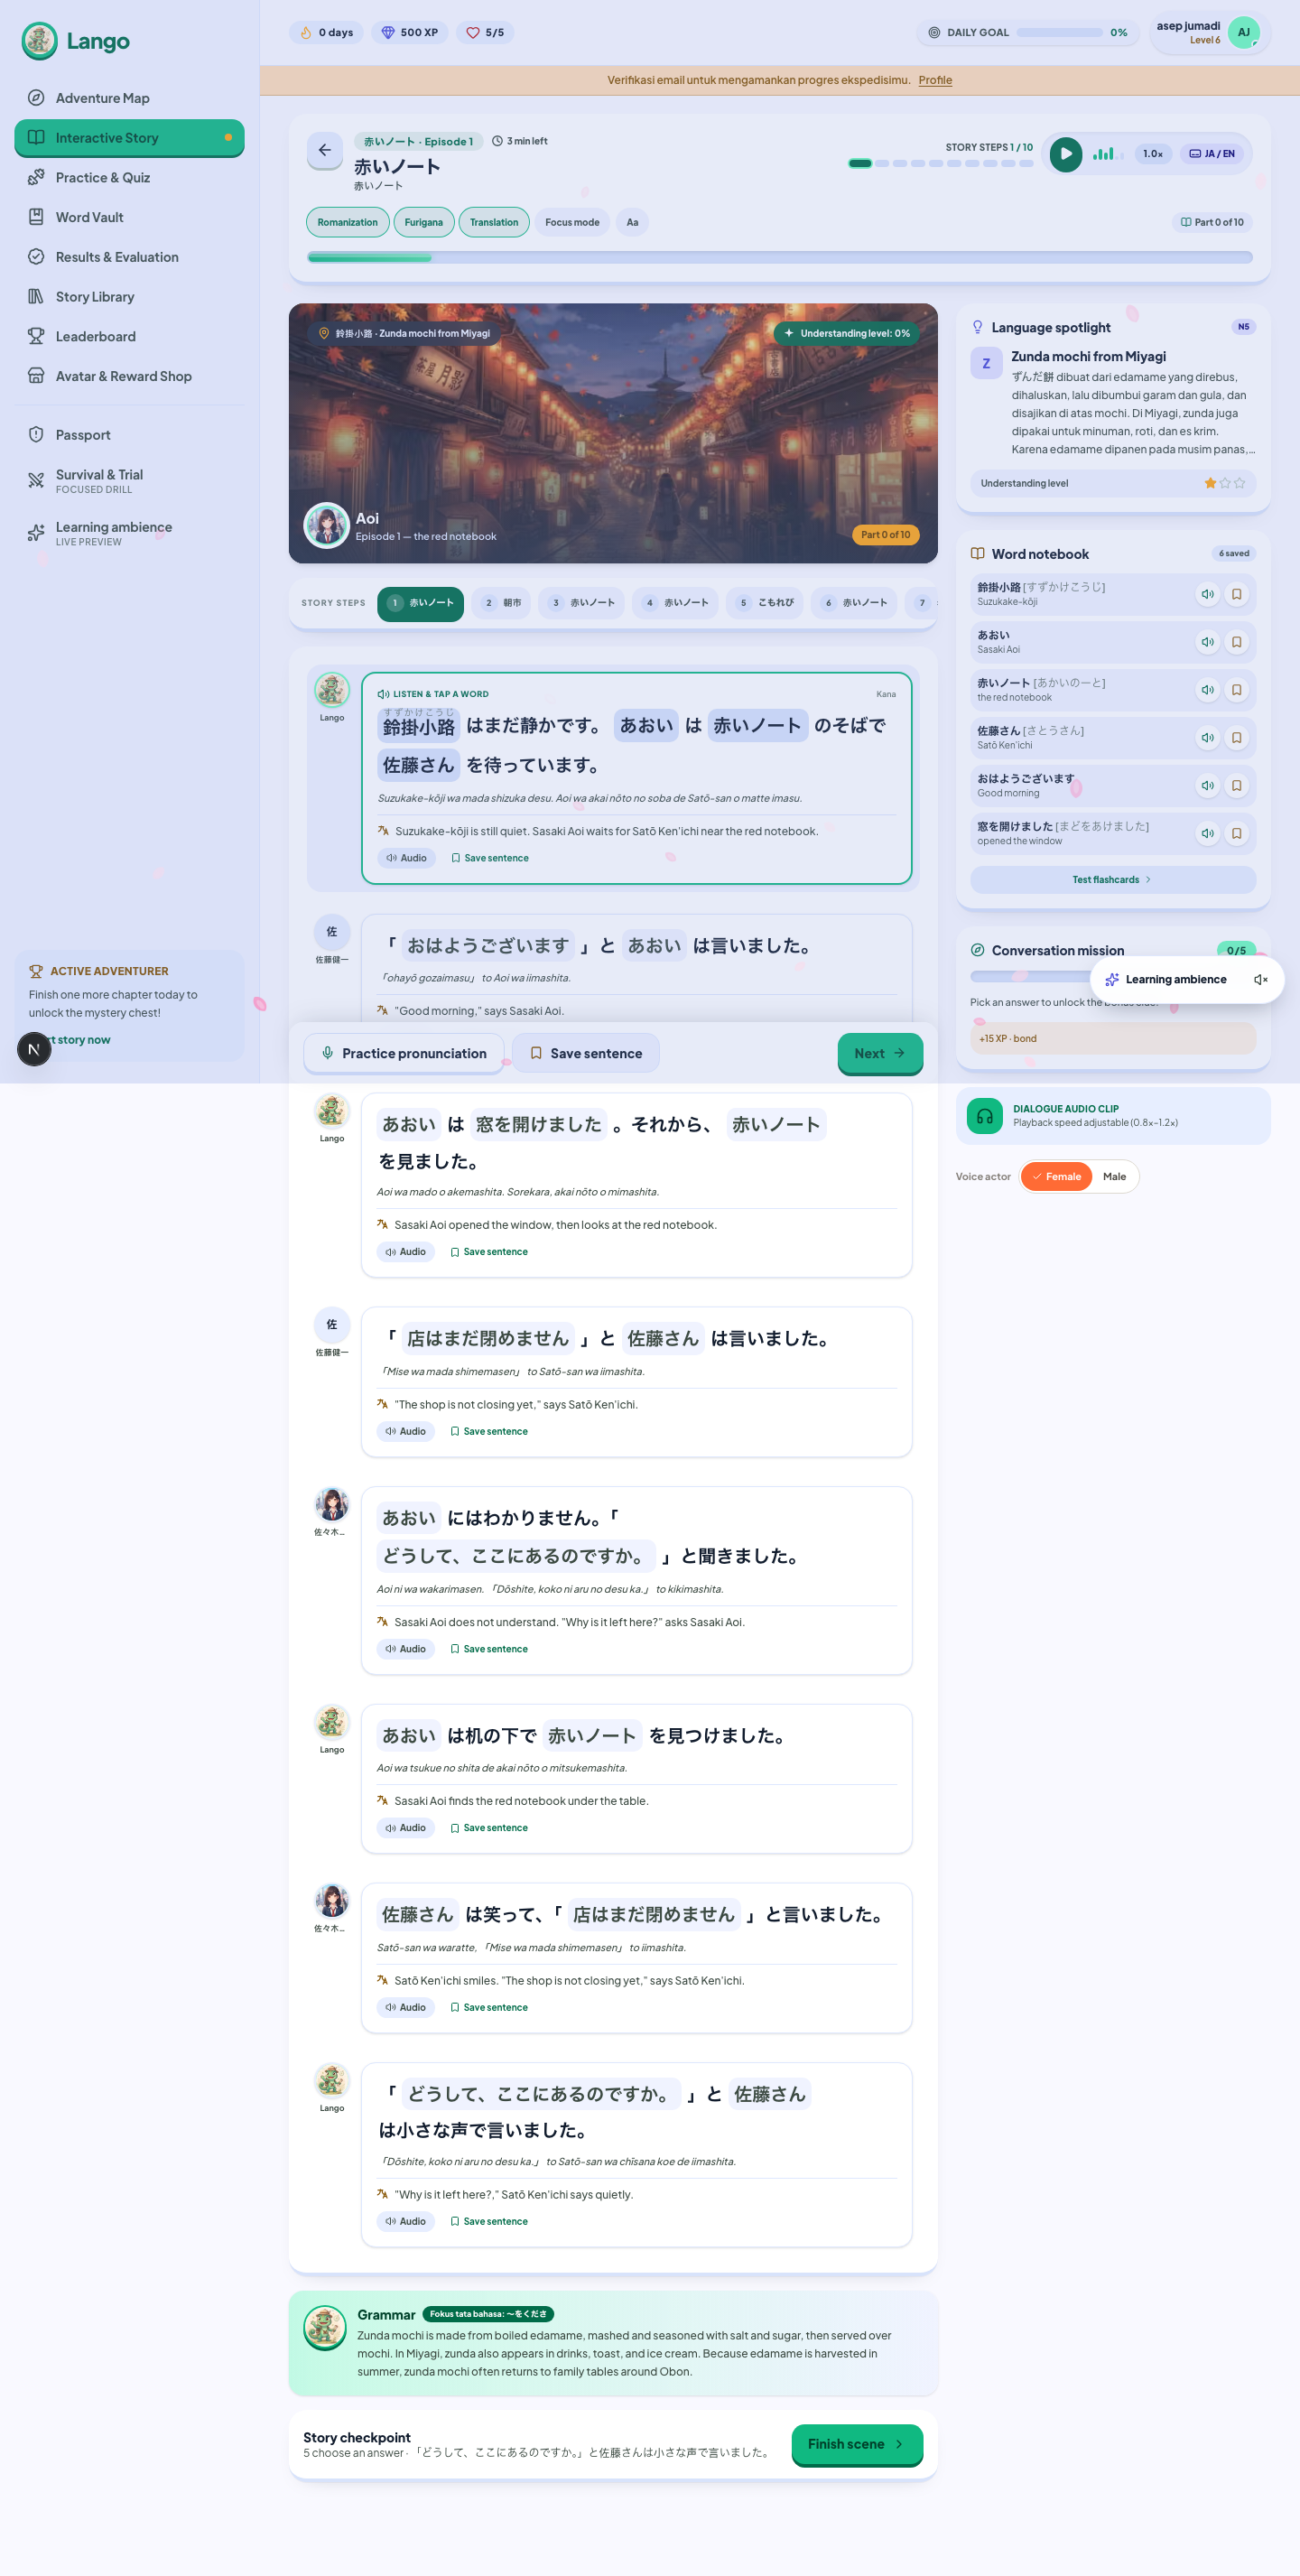 Lango
Adventure Map
Interactive Story
Practice & Quiz
Word Vault
Results & Evaluation
Story Library
Leaderboard
Avatar & Reward Shop
Passport
Survival & Trial
FOCUSED DRILL
Learning ambience
LIVE PREVIEW
ACTIVE ADVENTURER
Finish one more chapter today to
unlock the mystery chest!
rt story now
N
0 days
500 XP
5/5
DAILY GOAL
0%
asep jumadi
Level 6
AJ
Verifikasi email untuk mengamankan progres ekspedisimu. Profile
赤いノート · Episode 1
3 min left
赤いノート
赤いノート
STORY STEPS 1 / 10
1.0×
JA / EN
Romanization
Furigana
Translation
Focus mode
Aa
Part 0 of 10
鈴掛小路 · Zunda mochi from Miyagi
Understanding level: 0%
月影
Aoi
Episode 1 — the red notebook
Part 0 of 10
STORY STEPS
1 赤いノート
2 朝市
3 赤いノート
4 赤いノート
5 こもれび
6 赤いノート
7
Lango
LISTEN & TAP A WORD
Kana
すずかけこうじ
鈴掛小路 はまだ静かです。 あおい は 赤いノート のそばで
佐藤さん を待っています。
Suzukake-kōji wa mada shizuka desu. Aoi wa akai nōto no soba de Satō-san o matte imasu.
Suzukake-kōji is still quiet. Sasaki Aoi waits for Satō Ken'ichi near the red notebook.
Audio
Save sentence
佐
佐藤健一
「 おはようございます 」と あおい は言いました。
「ohayō gozaimasu」 to Aoi wa iimashita.
"Good morning," says Sasaki Aoi.
Practice pronunciation
Save sentence
Next
Lango
あおい は 窓を開けました 。それから、 赤いノート
を見ました。
Aoi wa mado o akemashita. Sorekara, akai nōto o mimashita.
Sasaki Aoi opened the window, then looks at the red notebook.
Audio
Save sentence
佐
佐藤健一
「 店はまだ閉めません 」と 佐藤さん は言いました。
「Mise wa mada shimemasen」 to Satō-san wa iimashita.
"The shop is not closing yet," says Satō Ken'ichi.
Audio
Save sentence
佐々木…
あおい にはわかりません。「
どうして、ここにあるのですか。 」と聞きました。
Aoi ni wa wakarimasen. 「Dōshite, koko ni aru no desu ka.」 to kikimashita.
Sasaki Aoi does not understand. "Why is it left here?" asks Sasaki Aoi.
Audio
Save sentence
Lango
あおい は机の下で 赤いノート を見つけました。
Aoi wa tsukue no shita de akai nōto o mitsukemashita.
Sasaki Aoi finds the red notebook under the table.
Audio
Save sentence
佐々木…
佐藤さん は笑って、「 店はまだ閉めません 」と言いました。
Satō-san wa waratte, 「Mise wa mada shimemasen」 to iimashita.
Satō Ken'ichi smiles. "The shop is not closing yet," says Satō Ken'ichi.
Audio
Save sentence
Lango
「 どうして、ここにあるのですか。 」と 佐藤さん
は小さな声で言いました。
「Dōshite, koko ni aru no desu ka.」 to Satō-san wa chīsana koe de iimashita.
"Why is it left here?," Satō Ken'ichi says quietly.
Audio
Save sentence
Grammar
Fokus tata bahasa: ～をくださ
Zunda mochi is made from boiled edamame, mashed and seasoned with salt and sugar, then served over
mochi. In Miyagi, zunda also appears in drinks, toast, and ice cream. Because edamame is harvested in
summer, zunda mochi often returns to family tables around Obon.
Story checkpoint
5 choose an answer · 「どうして、ここにあるのですか。」と佐藤さんは小さな声で言いました。
Finish scene
Language spotlight
N5
Z
Zunda mochi from Miyagi
ずんだ餅 dibuat dari edamame yang direbus,
dihaluskan, lalu dibumbui garam dan gula, dan
disajikan di atas mochi. Di Miyagi, zunda juga
dipakai untuk minuman, roti, dan es krim.
Karena edamame dipanen pada musim panas,…
Understanding level
Word notebook
6 saved
鈴掛小路 [すずかけこうじ]
Suzukake-kōji
あおい
Sasaki Aoi
赤いノート [あかいのーと]
the red notebook
佐藤さん [さとうさん]
Satō Ken'ichi
おはようございます
Good morning
窓を開けました [まどをあけました]
opened the window
Test flashcards
Conversation mission
0/5
Learning ambience
Pick an answer to unlock the
+15 XP · bond
DIALOGUE AUDIO CLIP
Playback speed adjustable (0.8×–1.2×)
Voice actor
Female
Male